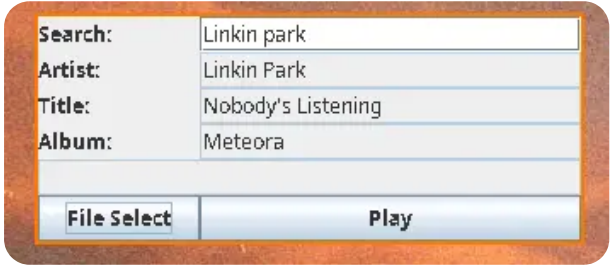 Search: Linkin park
Artist: Linkin Park
Title: Nobody's Listening
Album: Meteora
File Select Play